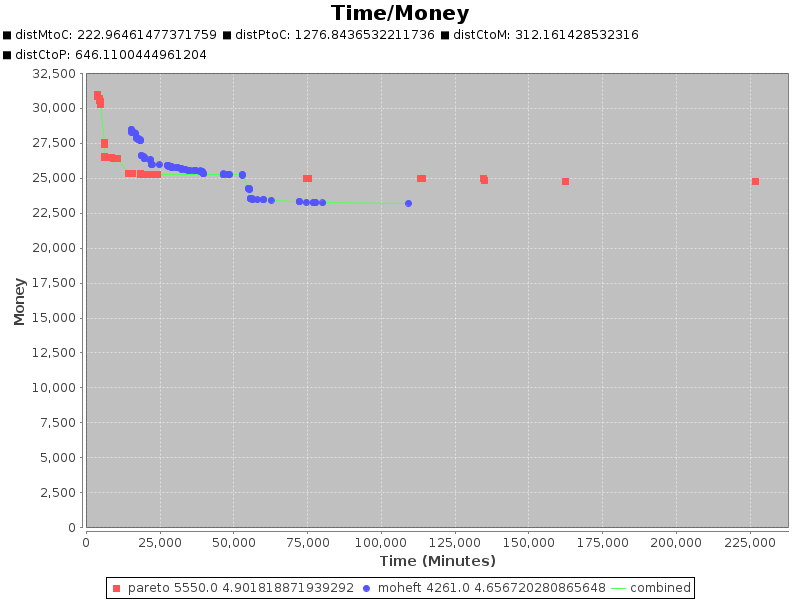 Time/Money
distMtoC: 222.96461477371759 distPtoC: 1276.8436532211736 distCtoM: 312.161428532316
distCtoP: 646.1100444961204
32,500
30,000
27,500
25,000
22,500
20,000
17,500
15,000
12,500
10,000
7,500
5,000
2,500
0
Money
0 25,000 50,000 75,000 100,000 125,000 150,000 175,000 200,000 225,000
Time (Minutes)
pareto 5550.0 4.901818871939292 moheft 4261.0 4.656720280865648 combined